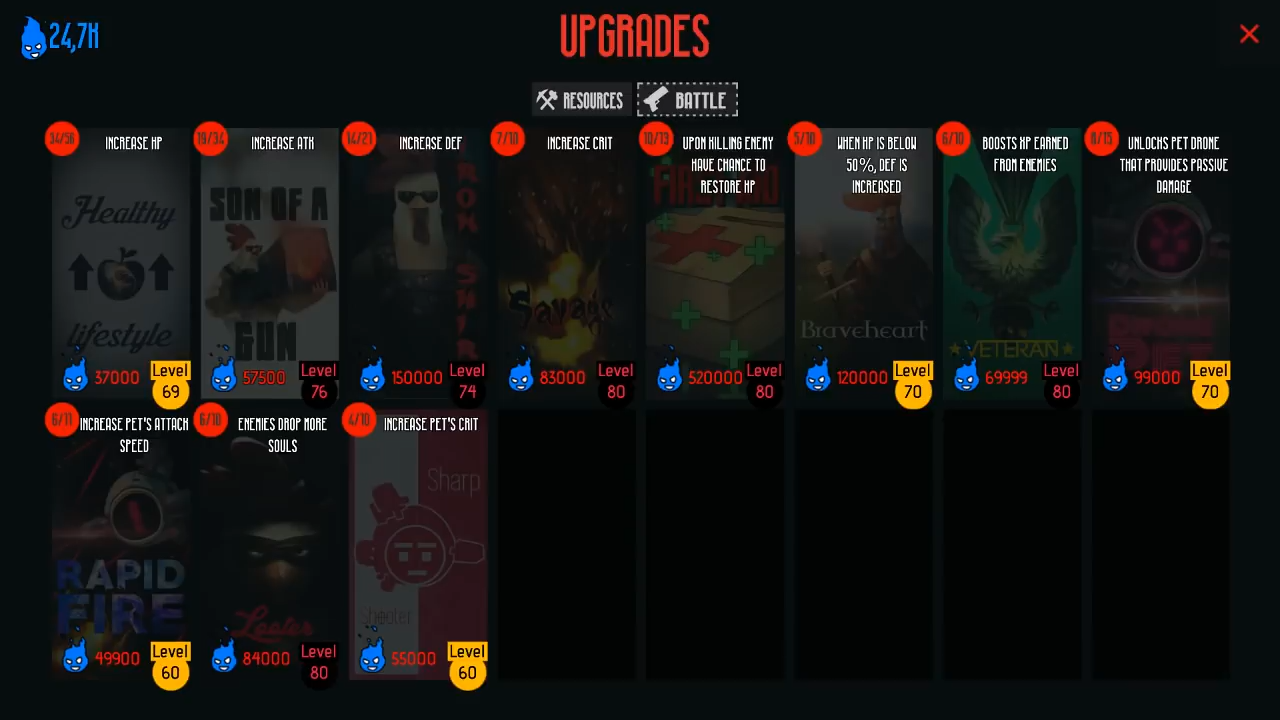 24,7K
UPGRADES
RESOURCES
BATTLE
34/50
INCREASE HP
Healthy
lifestyle
37000
Level
69
19/34
INCREASE ATK
SON OF A
GUN
57500
Level
76
14/21
INCREASE DEF
150000
Level
74
7/10
INCREASE CRIT
Savage
83000
Level
80
10/13
UPON KILLING ENEMY
HAVE CHANCE TO
RESTORE HP
520000
Level
80
5/10
WHEN HP IS BELOW
50%, DEF IS
INCREASED
Braveheart
120000
Level
70
6/10
BOOSTS HP EARNED
FROM ENEMIES
VETERAN
69999
Level
80
8/15
UNLOCKS PET DRONE
THAT PROVIDES PASSIVE
DAMAGE
99000
Level
70
6/11
INCREASE PET'S ATTACK
SPEED
RAPID
FIRE
49900
Level
60
6/10
ENEMIES DROP MORE
SOULS
Looter
84000
Level
80
4/10
INCREASE PET'S CRIT
Sharp
Shooter
55000
Level
60